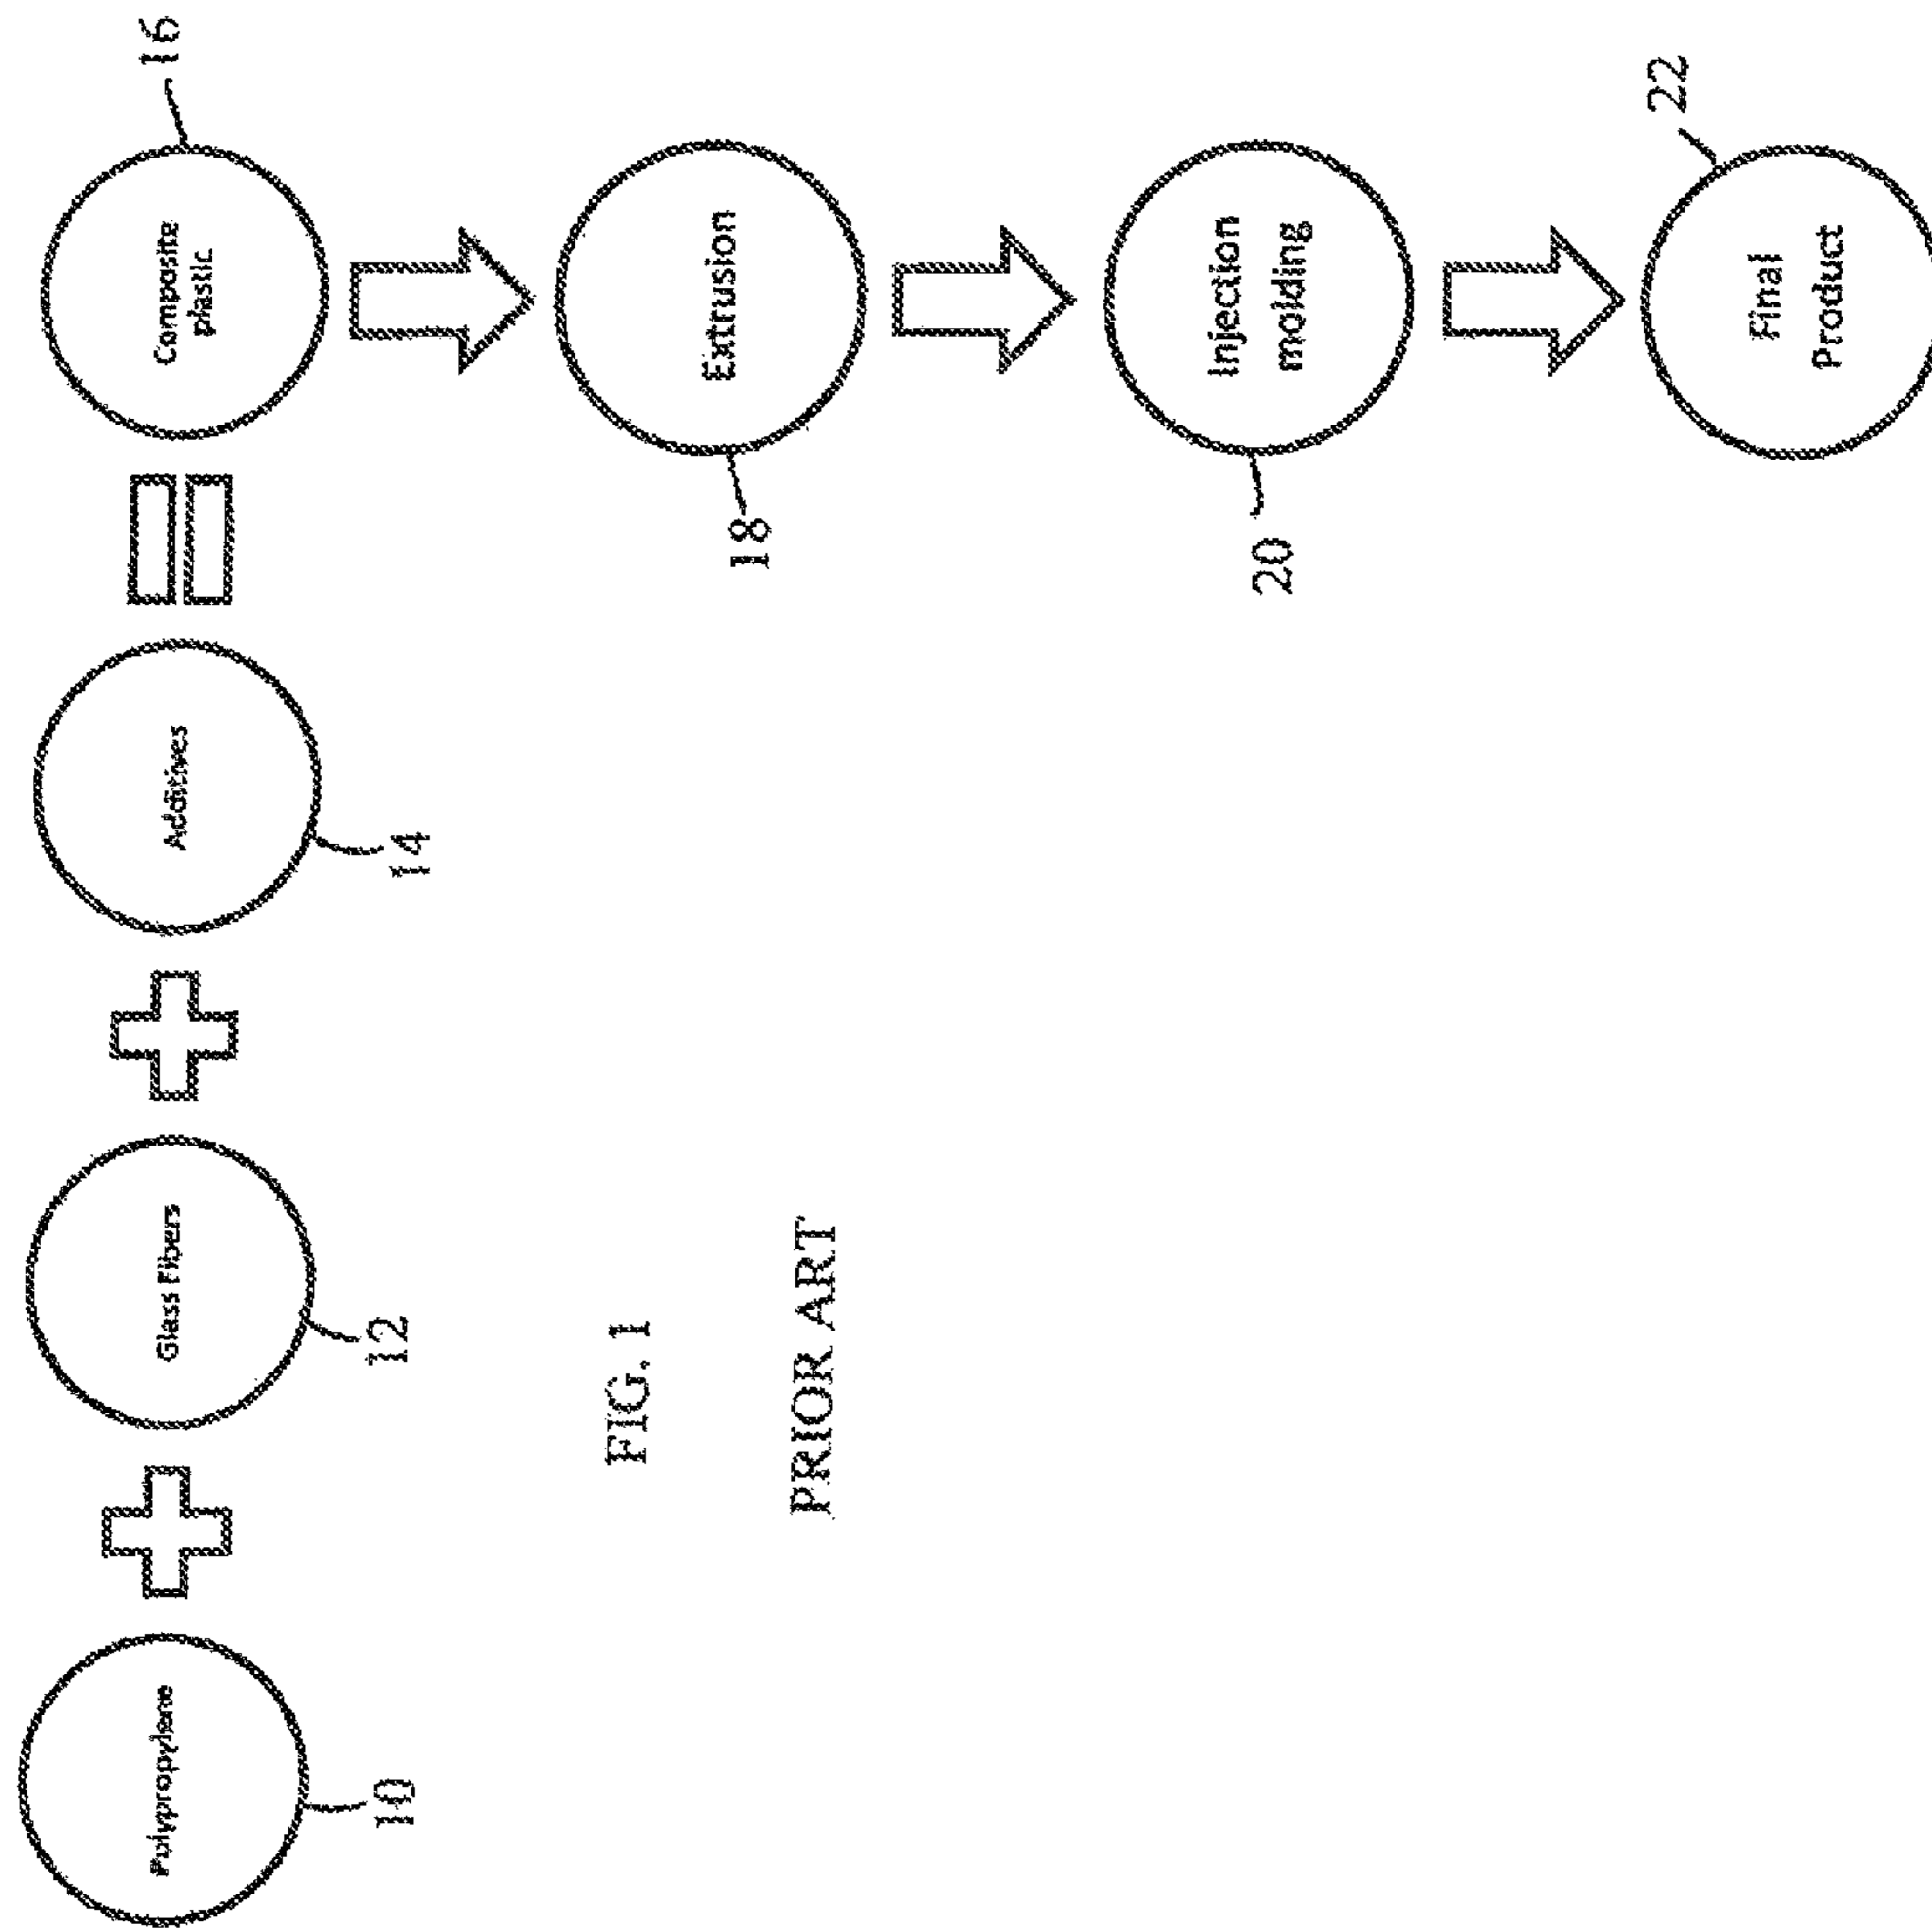 Polypropylene
10
Glass Fibers
12
Additives
14
Composite
plastic
16
Extrusion
18
Injection
molding
20
Final
Product
22
FIG. 1
PRIOR ART